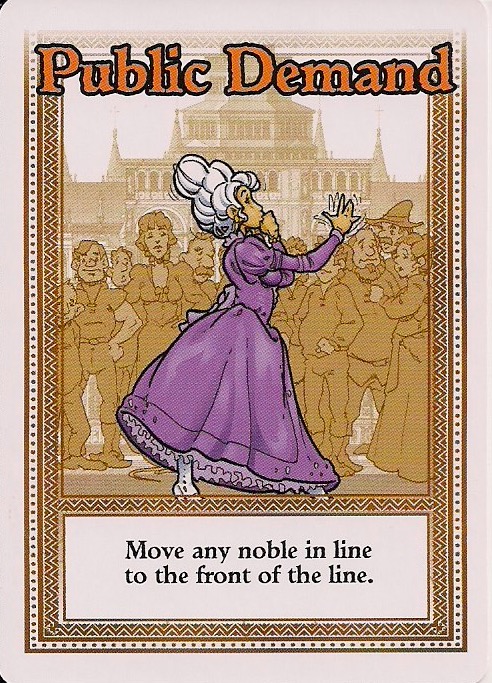 Public Demand
Move any noble in line
to the front of the line.